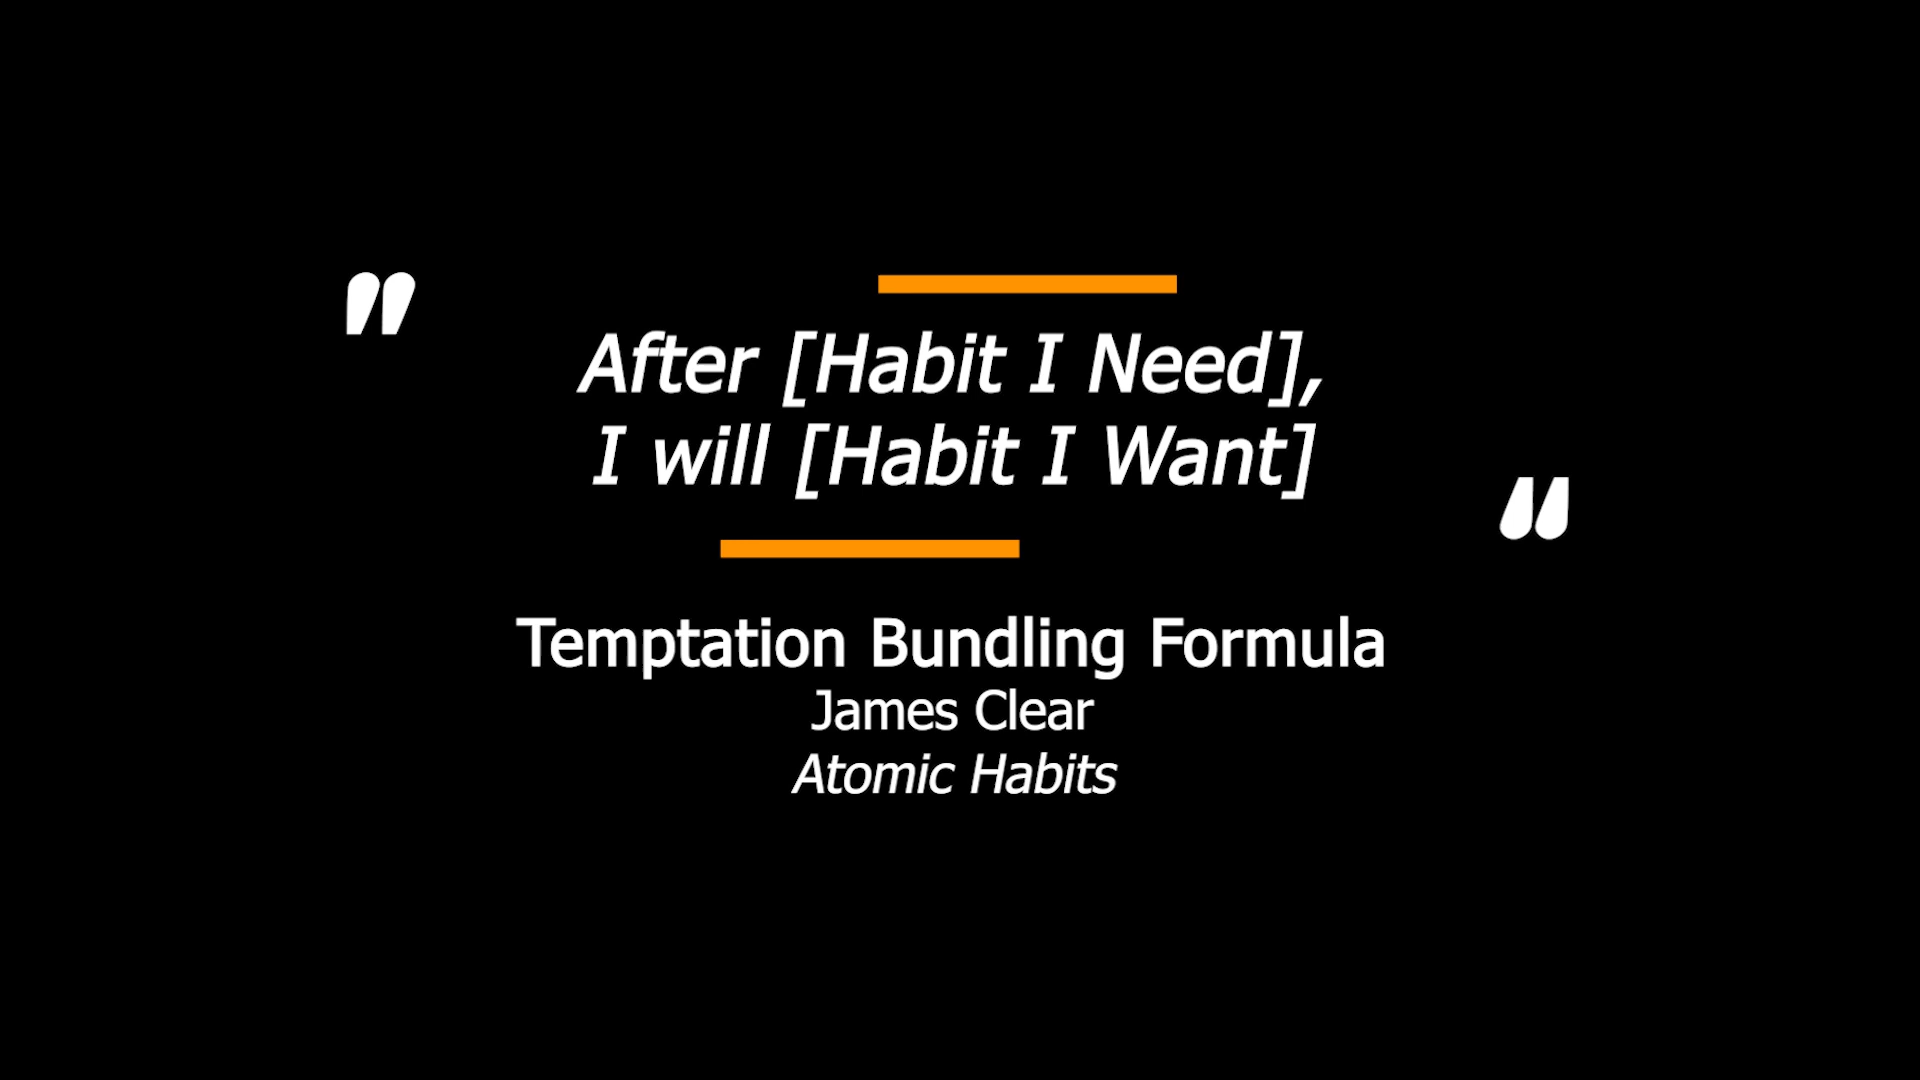 "
After [Habit I Need],
I will [Habit I Want]
"
Temptation Bundling Formula
James Clear
Atomic Habits